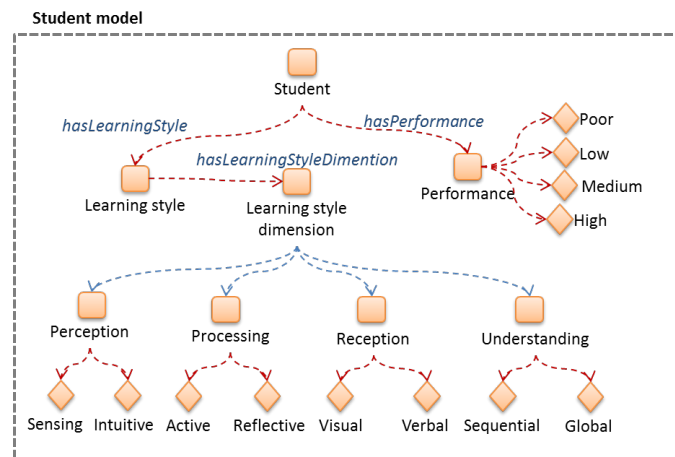 Student model
Student
hasLearningStyle
hasPerformance
hasLearningStyleDimention
Poor
Low
Medium
High
Learning style
Learning style
dimension
Performance
Perception
Processing
Reception
Understanding
Sensing
Intuitive
Active
Reflective
Visual
Verbal
Sequential
Global